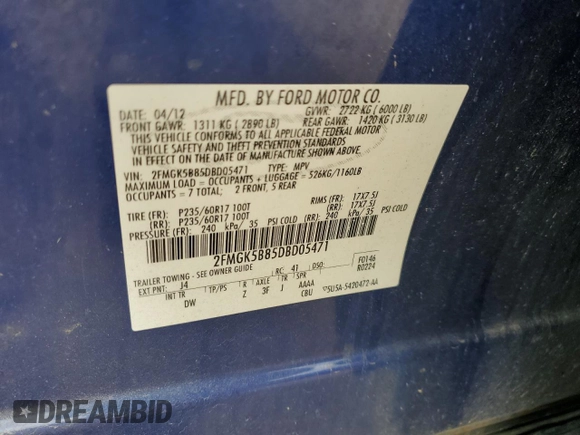 MFD. BY FORD MOTOR CO.
DATE: 04/12 GVWR: 2722 KG ( 6000 LB)
FRONT GAWR: 1311 KG ( 2890 LB) REAR GAWR: 1420 KG ( 3130 LB)
THIS VEHICLE CONFORMS TO ALL APPLICABLE FEDERAL MOTOR
VEHICLE SAFETY AND THEFT PREVENTION STANDARDS IN EFFECT
ON THE DATE OF MANUFACTURE SHOWN ABOVE.
VIN: 2FMGK5B85DBD05471 TYPE: MPV
MAXIMUM LOAD = OCCUPANTS + LUGGAGE = 526KG/1160LB
OCCUPANTS = 7 TOTAL; 2 FRONT, 5 REAR
TIRE (FR): P235/60R17 100T RIMS (FR): 17X7.5J
(RR): P235/60R17 100T (RR): 17X7.5J
PRESSURE (FR): 240 kPa/ 35 PSI COLD (RR): 240 kPa/ 35 PSI COLD
2FMGK5B85DBD05471
TRAILER TOWING - SEE OWNER GUIDE RC: 41 DSO: F0146
EXT PNT: J4 R0224
INT TR TP/PS R AXLE TR SPR
DW Z 3F J AAAA
CBU 5USA-5420472-AA
DREAMBID